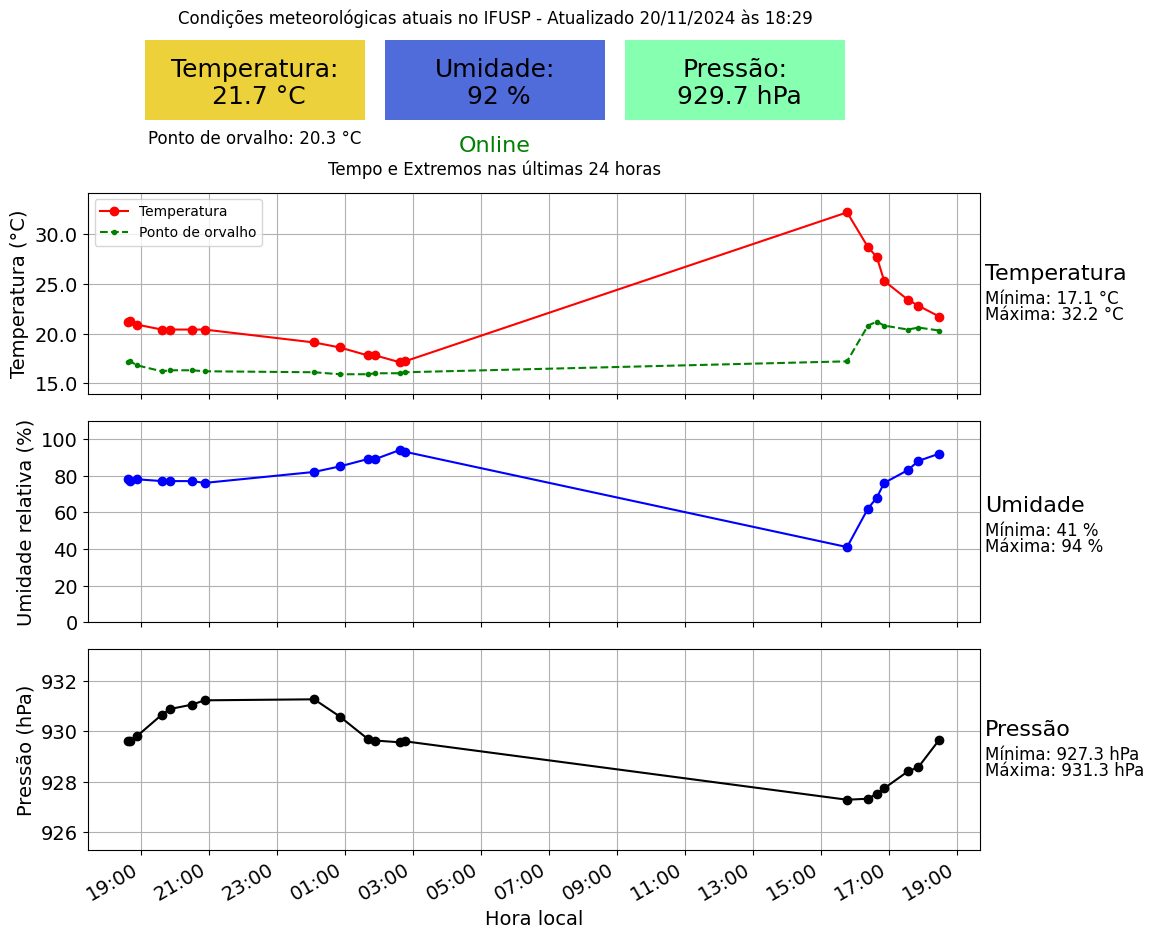 Condições meteorológicas atuais no IFUSP - Atualizado 20/11/2024 às 18:29
Temperatura:
21.7 °C
Umidade:
92 %
Pressão:
929.7 hPa
Ponto de orvalho: 20.3 °C
Online
Tempo e Extremos nas últimas 24 horas
Temperatura (°C)
30.0
25.0
20.0
15.0
Temperatura
Ponto de orvalho
Temperatura
Mínima: 17.1 °C
Máxima: 32.2 °C
Umidade relativa (%)
100
80
60
40
20
0
Umidade
Mínima: 41 %
Máxima: 94 %
Pressão (hPa)
932
930
928
926
Pressão
Mínima: 927.3 hPa
Máxima: 931.3 hPa
19:00 21:00 23:00 01:00 03:00 05:00 07:00 09:00 11:00 13:00 15:00 17:00 19:00
Hora local